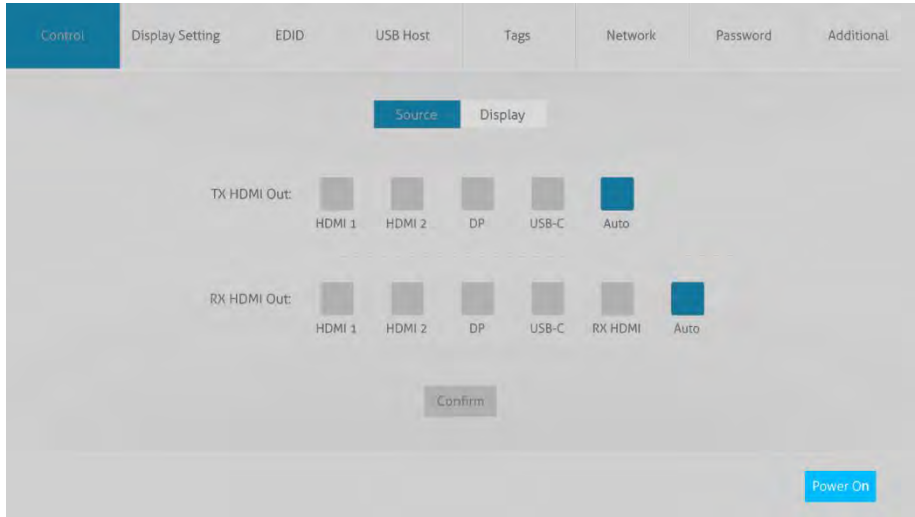 Control Display Setting EDID USB Host Tags Network Password Additional
Source Display
TX HDMI Out:
HDMI 1 HDMI 2 DP USB-C Auto
RX HDMI Out:
HDMI 1 HDMI 2 DP USB-C RX HDMI Auto
Confirm
Power On